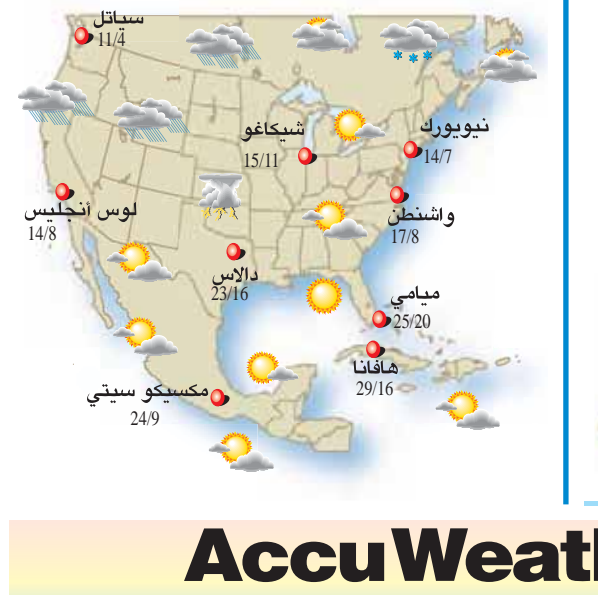 سياتل
11/4
نيويورك
14/7
شيكاغو
15/11
لوس أنجليس
14/8
واشنطن
17/8
دالاس
23/16
ميامي
25/20
هافانا
29/16
مكسيكو سيتي
24/9
AccuWeath